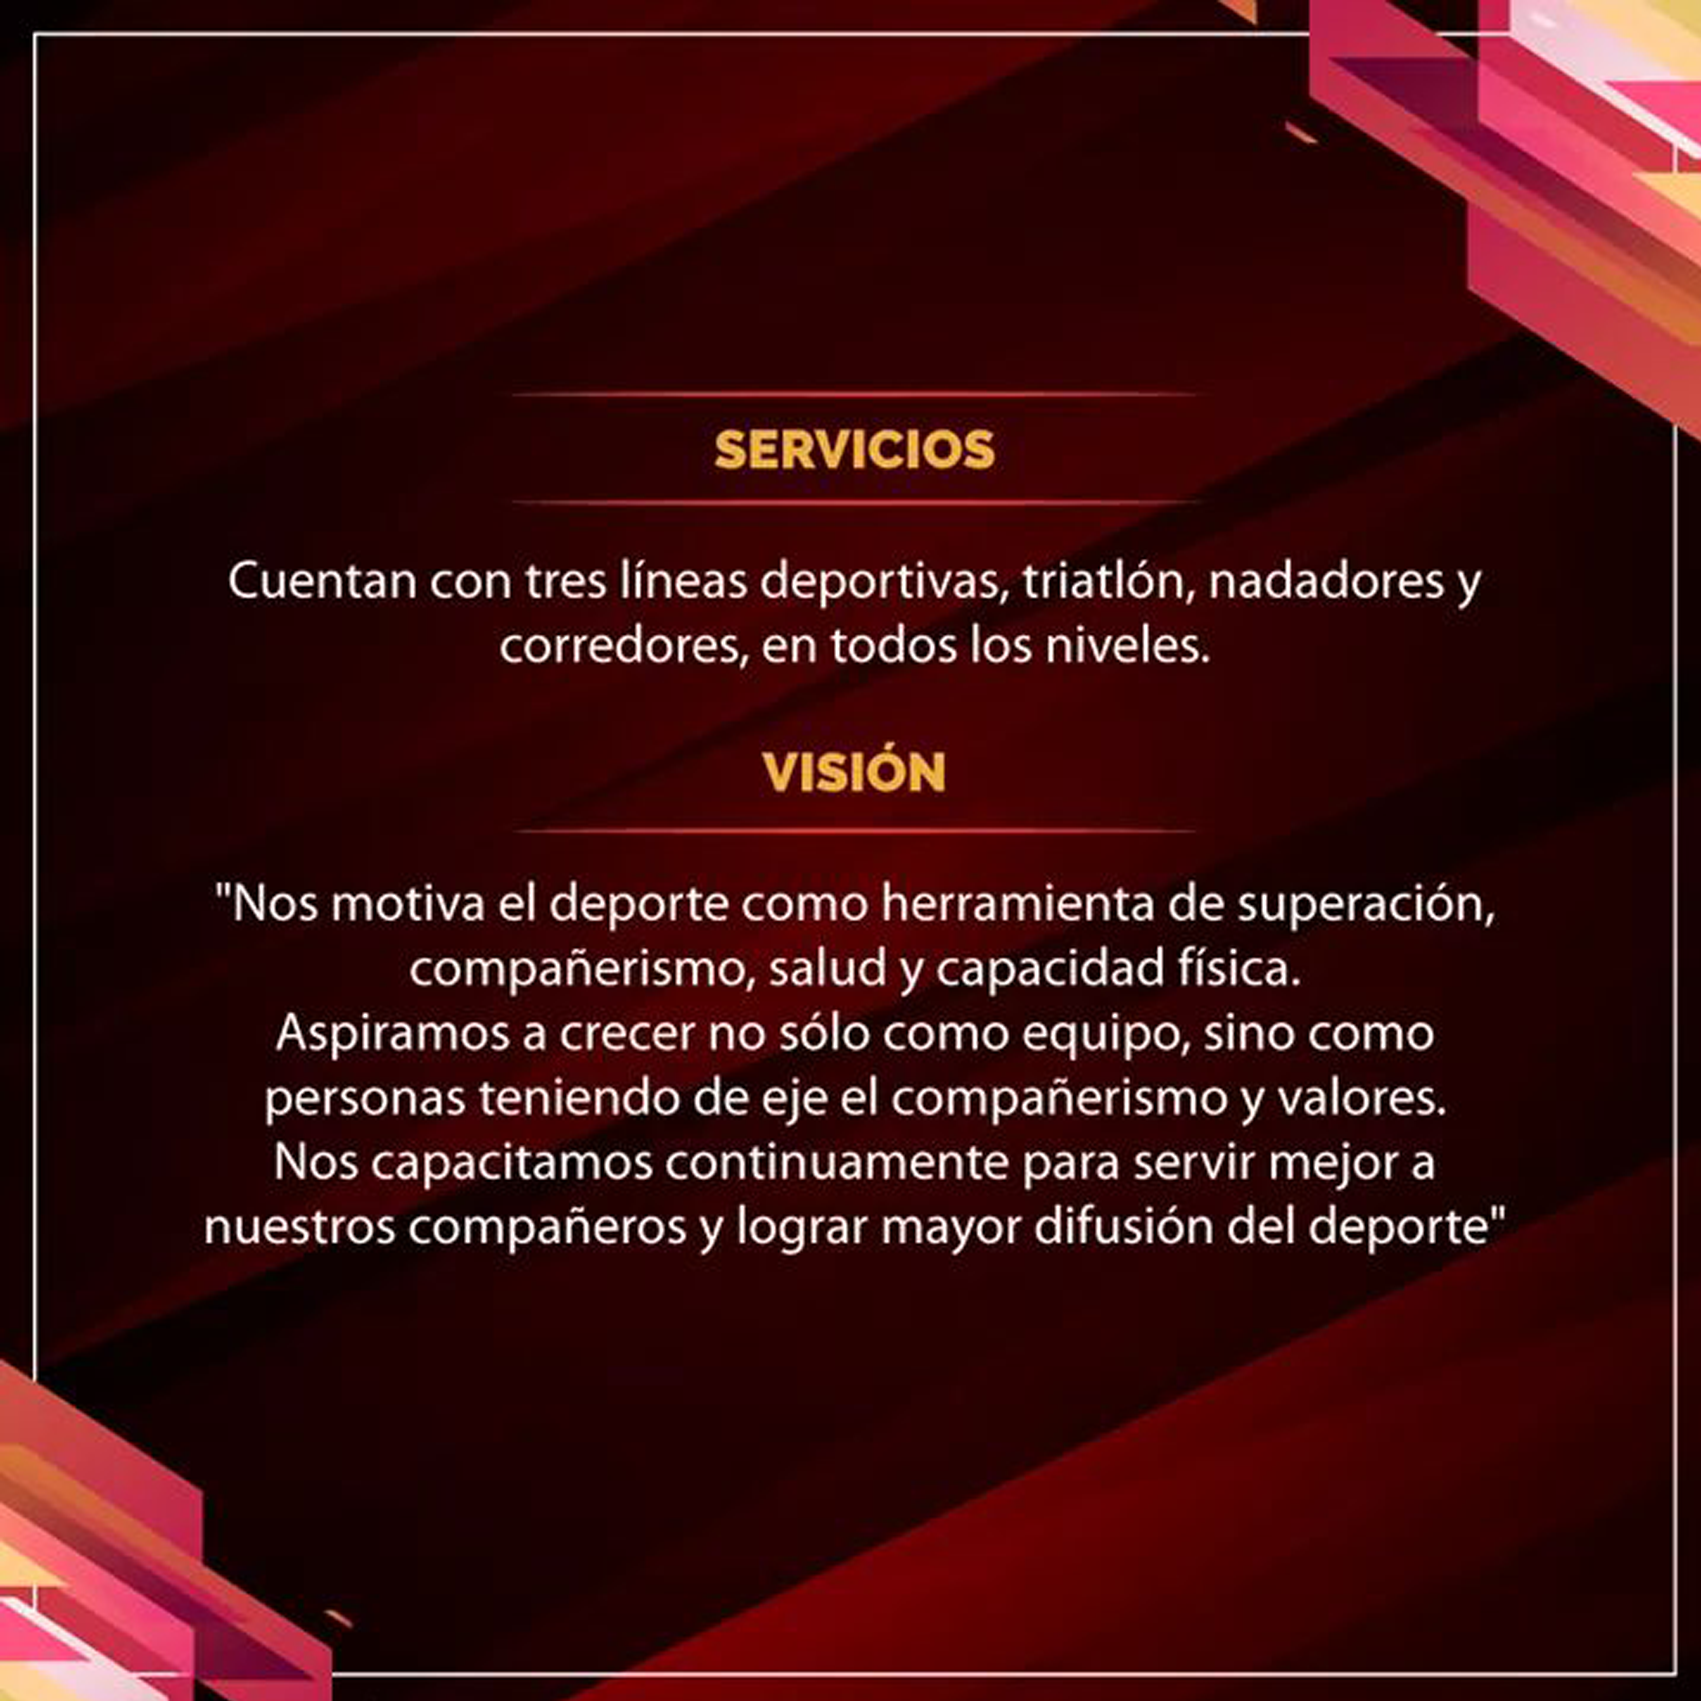 SERVICIOS
Cuentan con tres líneas deportivas, triatlón, nadadores y
corredores, en todos los niveles.
VISIÓN
"Nos motiva el deporte como herramienta de superación,
compañerismo, salud y capacidad física.
Aspiramos a crecer no sólo como equipo, sino como
personas teniendo de eje el compañerismo y valores.
Nos capacitamos continuamente para servir mejor a
nuestros compañeros y lograr mayor difusión del deporte"